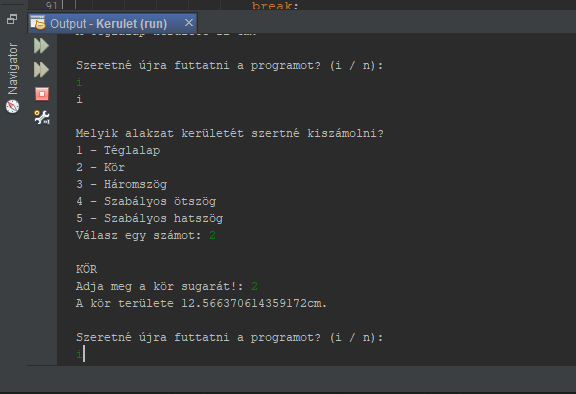 91
break;
Output - Kerulet (run)
Navigator
Szeretné újra futtatni a programot? (i / n):
i
i
Melyik alakzat kerületét szertné kiszámolni?
1 - Téglalap
2 - Kör
3 - Háromszög
4 - Szabályos ötszög
5 - Szabályos hatszög
Válasz egy számot: 2
KÖR
Adja meg a kör sugarát!: 2
A kör területe 12.566370614359172cm.
Szeretné újra futtatni a programot? (i / n):
i